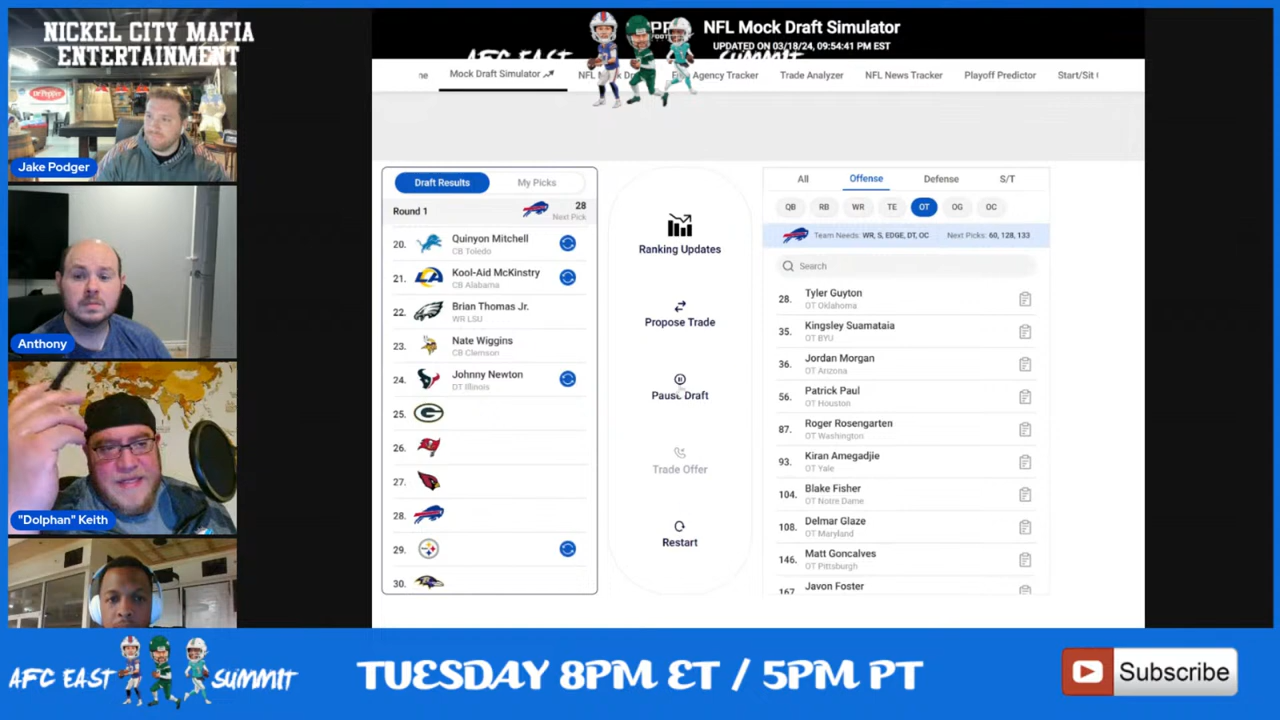 NICKEL CITY MAFIA
ENTERTAINMENT
Dr Pepper
Jake Podger
Anthony
"Dolphan" Keith
AFC EAST
SUMMIT
NFL Mock Draft Simulator
UPDATED ON 03/18/24, 09:54:41 PM EST
Mock Draft Simulator
Agency Tracker
Trade Analyzer
NFL News Tracker
Playoff Predictor
Draft Results
My Picks
Round 1
28
Next Pick
20.
Quinyon Mitchell
CB Toledo
21.
Kool-Aid McKinstry
CB Alabama
22.
Brian Thomas Jr.
WR LSU
23.
Nate Wiggins
CB Clemson
24.
Johnny Newton
DT Illinois
25.
26.
27.
28.
29.
30.
Ranking Updates
Propose Trade
Pause Draft
Trade Offer
Restart
All
Offense
Defense
S/T
QB
RB
WR
TE
OT
OG
OC
Team Needs: WR, S, EDGE, DT, OC
Next Picks: 60, 128, 133
Search
28.
Tyler Guyton
OT Oklahoma
35.
Kingsley Suamataia
OT BYU
36.
Jordan Morgan
OT Arizona
56.
Patrick Paul
OT Houston
87.
Roger Rosengarten
OT Washington
93.
Kiran Amegadjie
OT Yale
104.
Blake Fisher
OT Notre Dame
108.
Delmar Glaze
OT Maryland
146.
Matt Goncalves
OT Pittsburgh
167.
Javon Foster
AFC EAST
SUMMIT
TUESDAY 8PM ET / 5PM PT
Subscribe